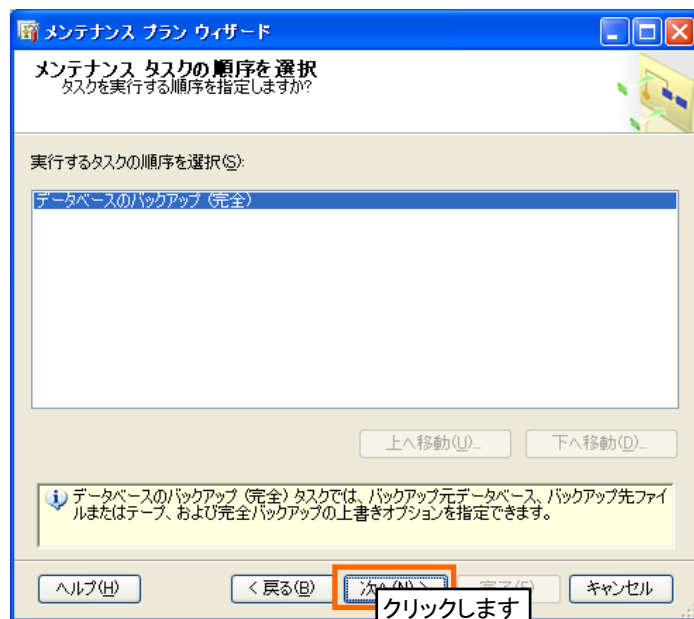 メンテナンス プラン ウィザード
メンテナンス タスクの順序を選択
タスクを実行する順序を指定しますか?
実行するタスクの順序を選択(S):
データベースのバックアップ (完全)
上へ移動(U)...
下へ移動(D)...
データベースのバックアップ (完全) タスクでは、バックアップ元データベース、バックアップ先ファイ
ルまたはテープ、および完全バックアップの上書きオプションを指定できます。
ヘルプ(H)
< 戻る(B)
次へ(N) >
完了(F)
キャンセル
クリックします